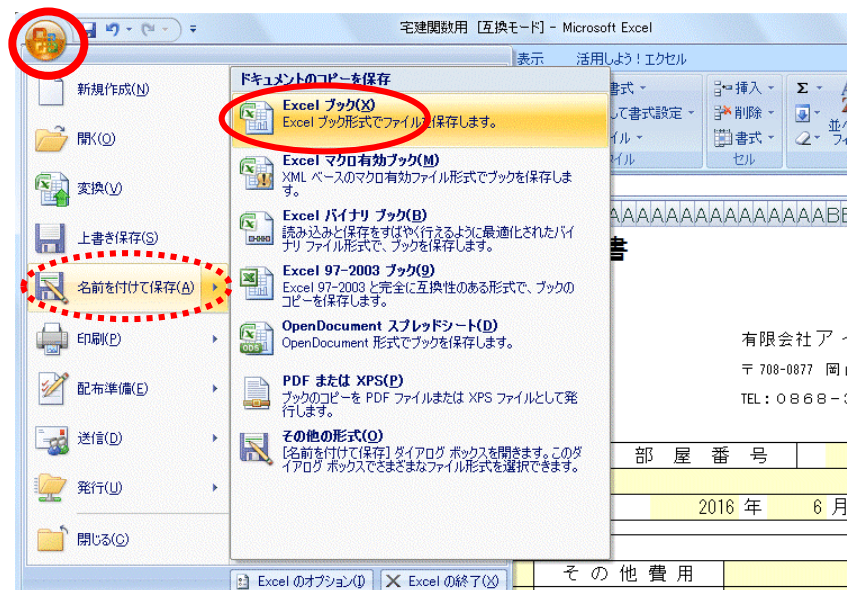 宅建関数用 [互換モード] - Microsoft Excel
表示 活用しよう！エクセル
新規作成(N)
開く(O)
変換(V)
上書き保存(S)
名前を付けて保存(A)
印刷(P)
配布準備(E)
送信(D)
発行(U)
閉じる(C)
ドキュメントのコピーを保存
Excel ブック(X)
Excel ブック形式でファイルを保存します。
Excel マクロ有効ブック(M)
XML ベースのマクロ有効ファイル形式でブックを保存しま
す。
Excel バイナリ ブック(B)
読み込みと保存をすばやく行えるように最適化されたバイ
ナリ ファイル形式で、ブックを保存します。
Excel 97-2003 ブック(9)
Excel 97-2003 と完全に互換性のある形式で、ブックの
コピーを保存します。
OpenDocument スプレッドシート(D)
OpenDocument 形式でブックを保存します。
PDF または XPS(P)
ブックのコピーを PDF ファイルまたは XPS ファイルとして発
行します。
その他の形式(O)
[名前を付けて保存] ダイアログ ボックスを開きます。このダ
イアログ ボックスでさまざまなファイル形式を選択できます。
Excel のオプション(I) Excel の終了(X)
書式 挿入
して書式設定 削除
イル 書式
イル セル
書
有限会社アイ
〒 708-0877 岡
TEL：０８６８－
部屋番号
2016 年 6 月
その他費用